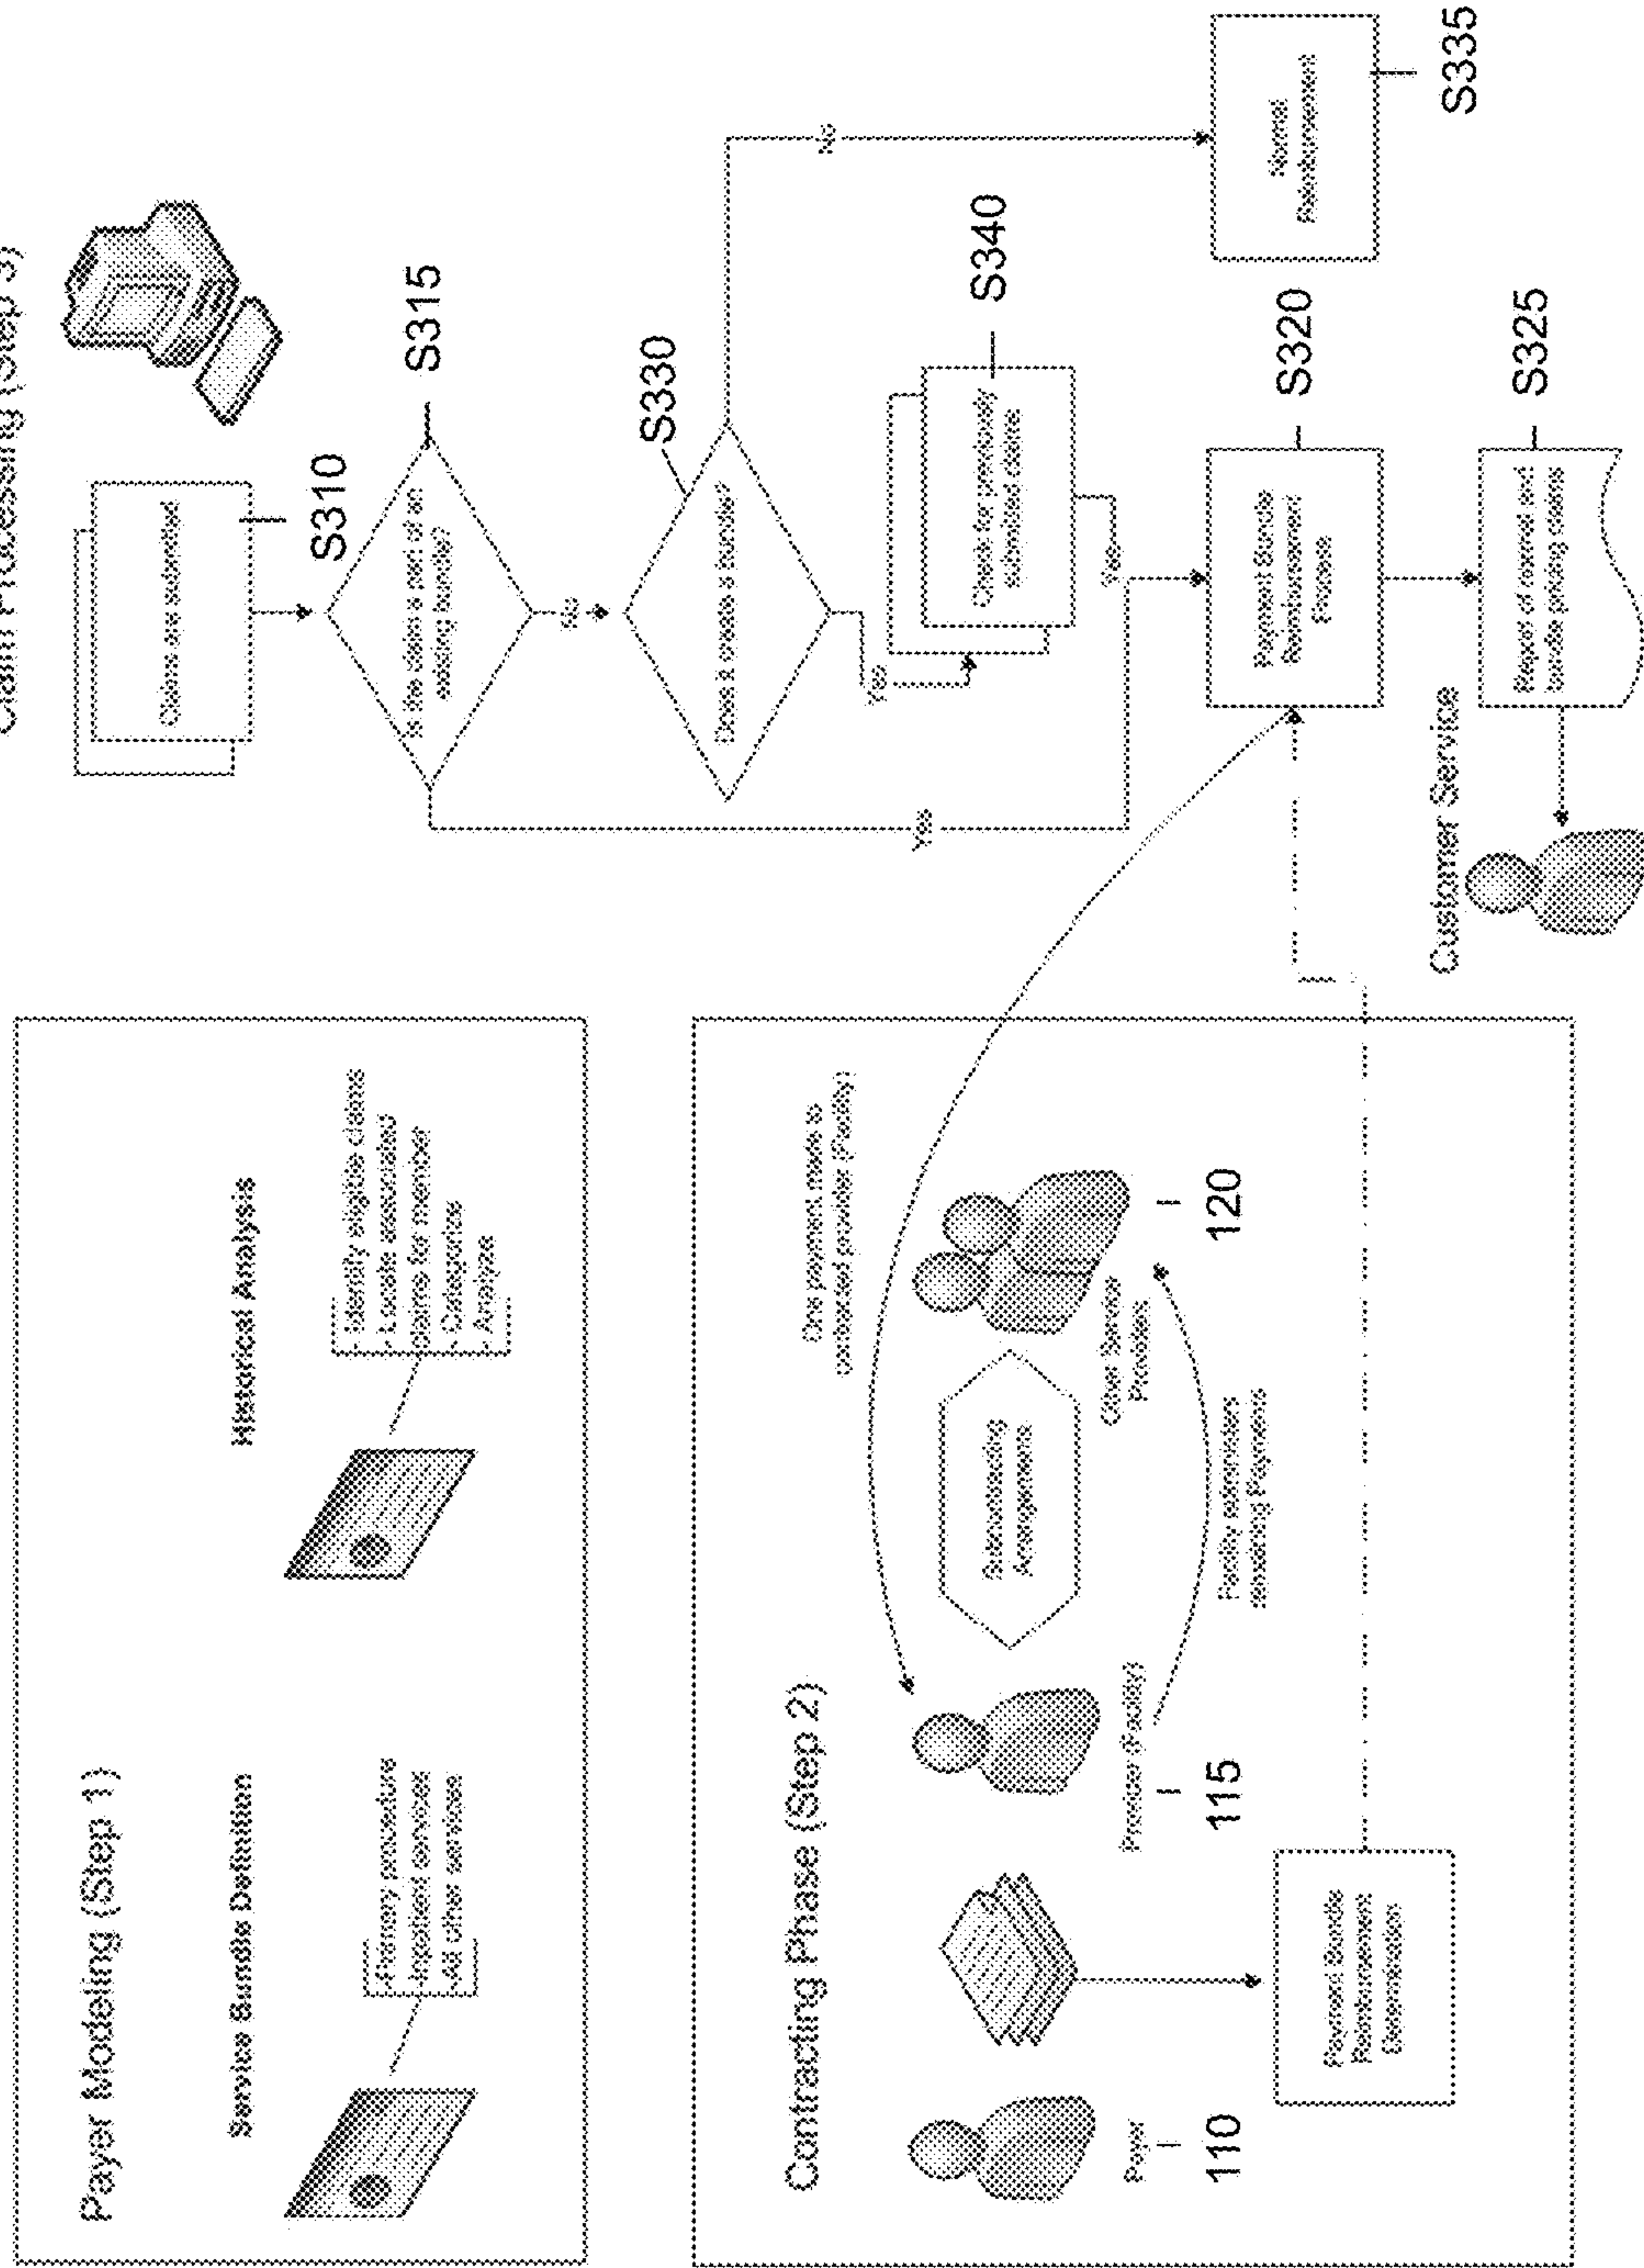 Payer Modeling (Step 1)
Service Bundle Definition
Primary procedure
Inpatient services
All other services
Historical Analysis
Identify eligible claims
Locate associated
claims for member
Categorize
Analyze
Contracting Phase (Step 2)
Payer
110
Provider (Facility)
115
Subcontracting
Arrangements
Other Service
Providers
120
One payment made to
contracted provider (Facility)
Facility administers
Payments
Payment Bundle
Reimbursement
Determination
Claim Processing (Step 3)
Claims are submitted
S310
Is the claim a part of an
existing bundle?
S315
No
Yes
Does it create a bundle?
S330
No
Yes
Check for previously
submitted claims
S340
Yes
Normal
Reimbursement
S335
Payment Bundle
Reimbursement
Process
S320
Report of normal and
bundle pricing claims
S325
Customer Service